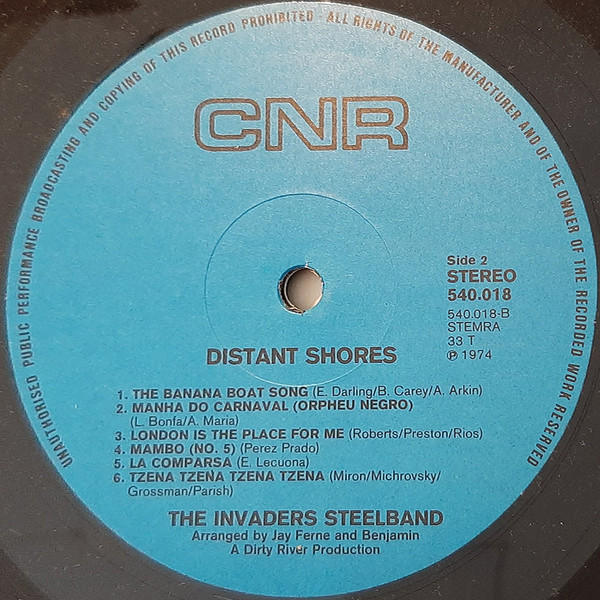 UNAUTHORISED PUBLIC PERFORMANCE BROADCASTING AND COPYING OF THIS RECORD PROHIBITED - ALL RIGHTS OF THE MANUFACTURER AND OF THE OWNER OF THE RECORDED WORK RESERVED
CNR
Side 2
STEREO
540.018
540.018-B
STEMRA
33 T
℗ 1974
DISTANT SHORES
1. THE BANANA BOAT SONG (E. Darling/B. Carey/A. Arkin)
2. MANHA DO CARNAVAL (ORPHEU NEGRO)
(L. Bonfa/A. Maria)
3. LONDON IS THE PLACE FOR ME (Roberts/Preston/Rios)
4. MAMBO (NO. 5) (Perez Prado)
5. LA COMPARSA (E. Lecuona)
6. TZENA TZENA TZENA TZENA (Miron/Michrovsky/
Grossman/Parish)
THE INVADERS STEELBAND
Arranged by Jay Ferne and Benjamin
A Dirty River Production